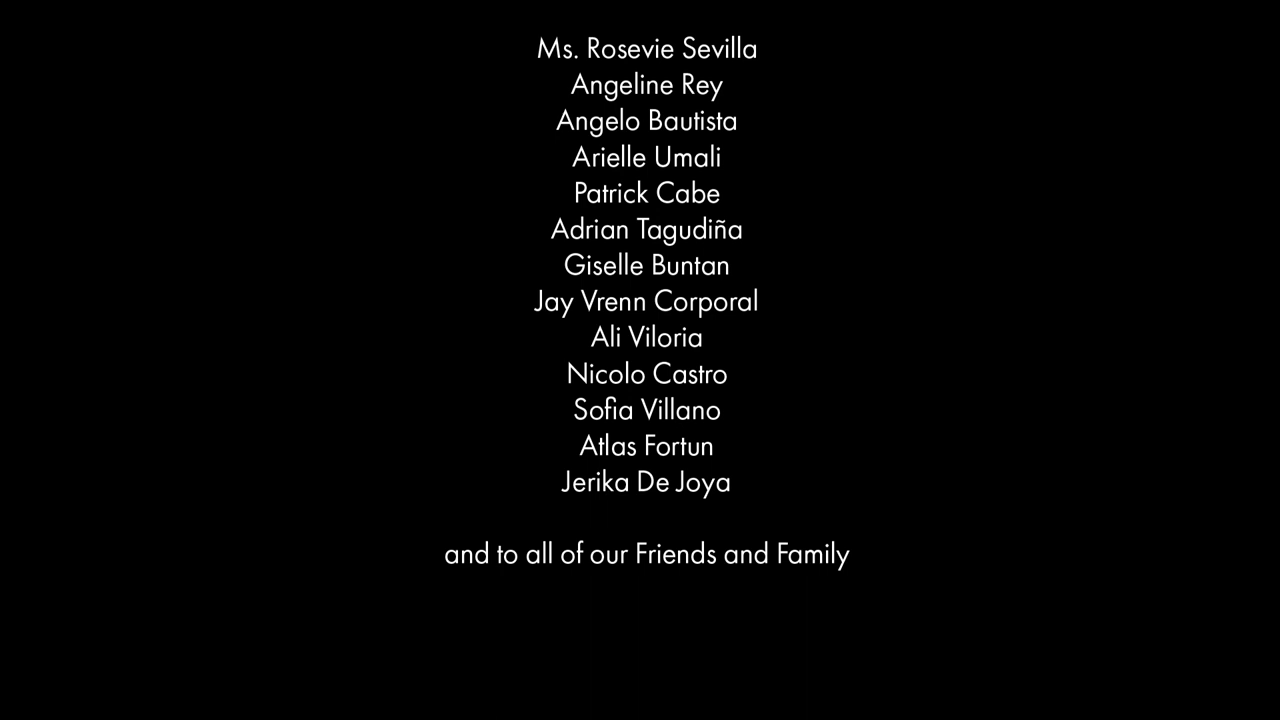 Ms. Rosevie Sevilla
Angeline Rey
Angelo Bautista
Arielle Umali
Patrick Cabe
Adrian Tagudiña
Giselle Buntan
Jay Vrenn Corporal
Ali Viloria
Nicolo Castro
Sofia Villano
Atlas Fortun
Jerika De Joya
and to all of our Friends and Family